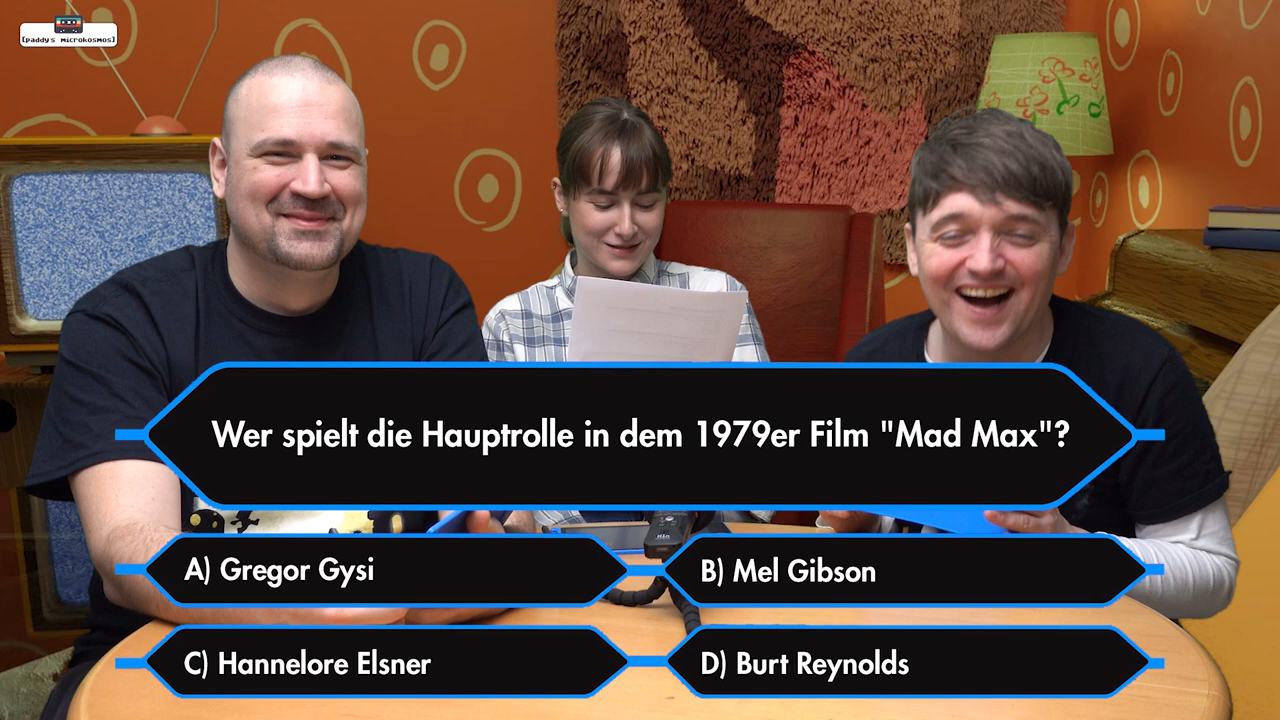 [paddy's microkosmos]
Wer spielt die Hauptrolle in dem 1979er Film "Mad Max"?
A) Gregor Gysi
B) Mel Gibson
C) Hannelore Elsner
D) Burt Reynolds